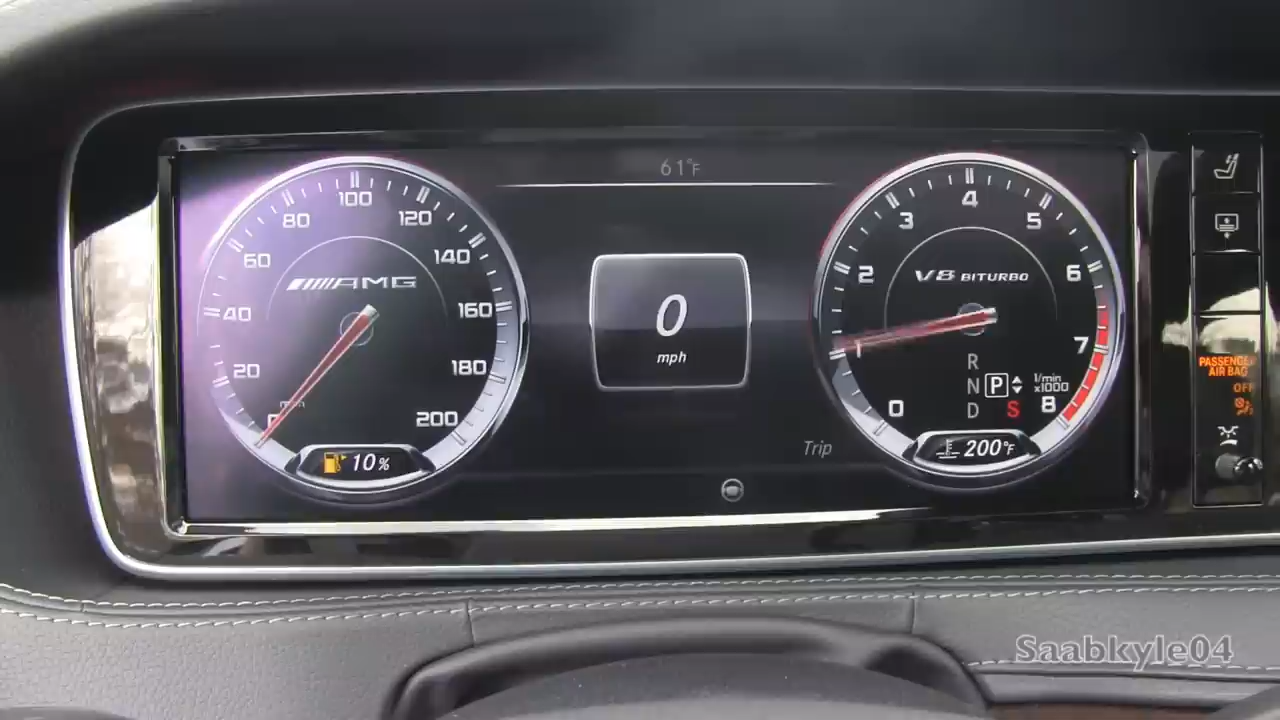 61°F
100
80
120
60
140
AMG
40
160
20
180
0
mph
200
10%
0
mph
Trip
4
3
5
2
6
V8 BITURBO
1
7
R
N P
D S
1/min
x1000
0
8
200°F
PASSENGER
AIR BAG
OFF
Saabkyle04